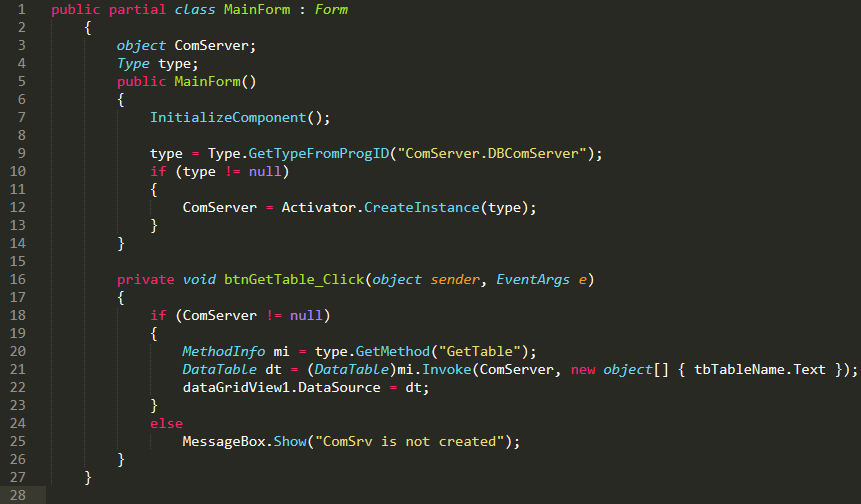 1 public partial class MainForm : Form
2 {
3 object ComServer;
4 Type type;
5 public MainForm()
6 {
7 InitializeComponent();
8
9 type = Type.GetTypeFromProgID("ComServer.DBComServer");
10 if (type != null)
11 {
12 ComServer = Activator.CreateInstance(type);
13 }
14 }
15
16 private void btnGetTable_Click(object sender, EventArgs e)
17 {
18 if (ComServer != null)
19 {
20 MethodInfo mi = type.GetMethod("GetTable");
21 DataTable dt = (DataTable)mi.Invoke(ComServer, new object[] { tbTableName.Text });
22 dataGridView1.DataSource = dt;
23 }
24 else
25 MessageBox.Show("ComSrv is not created");
26 }
27 }
28